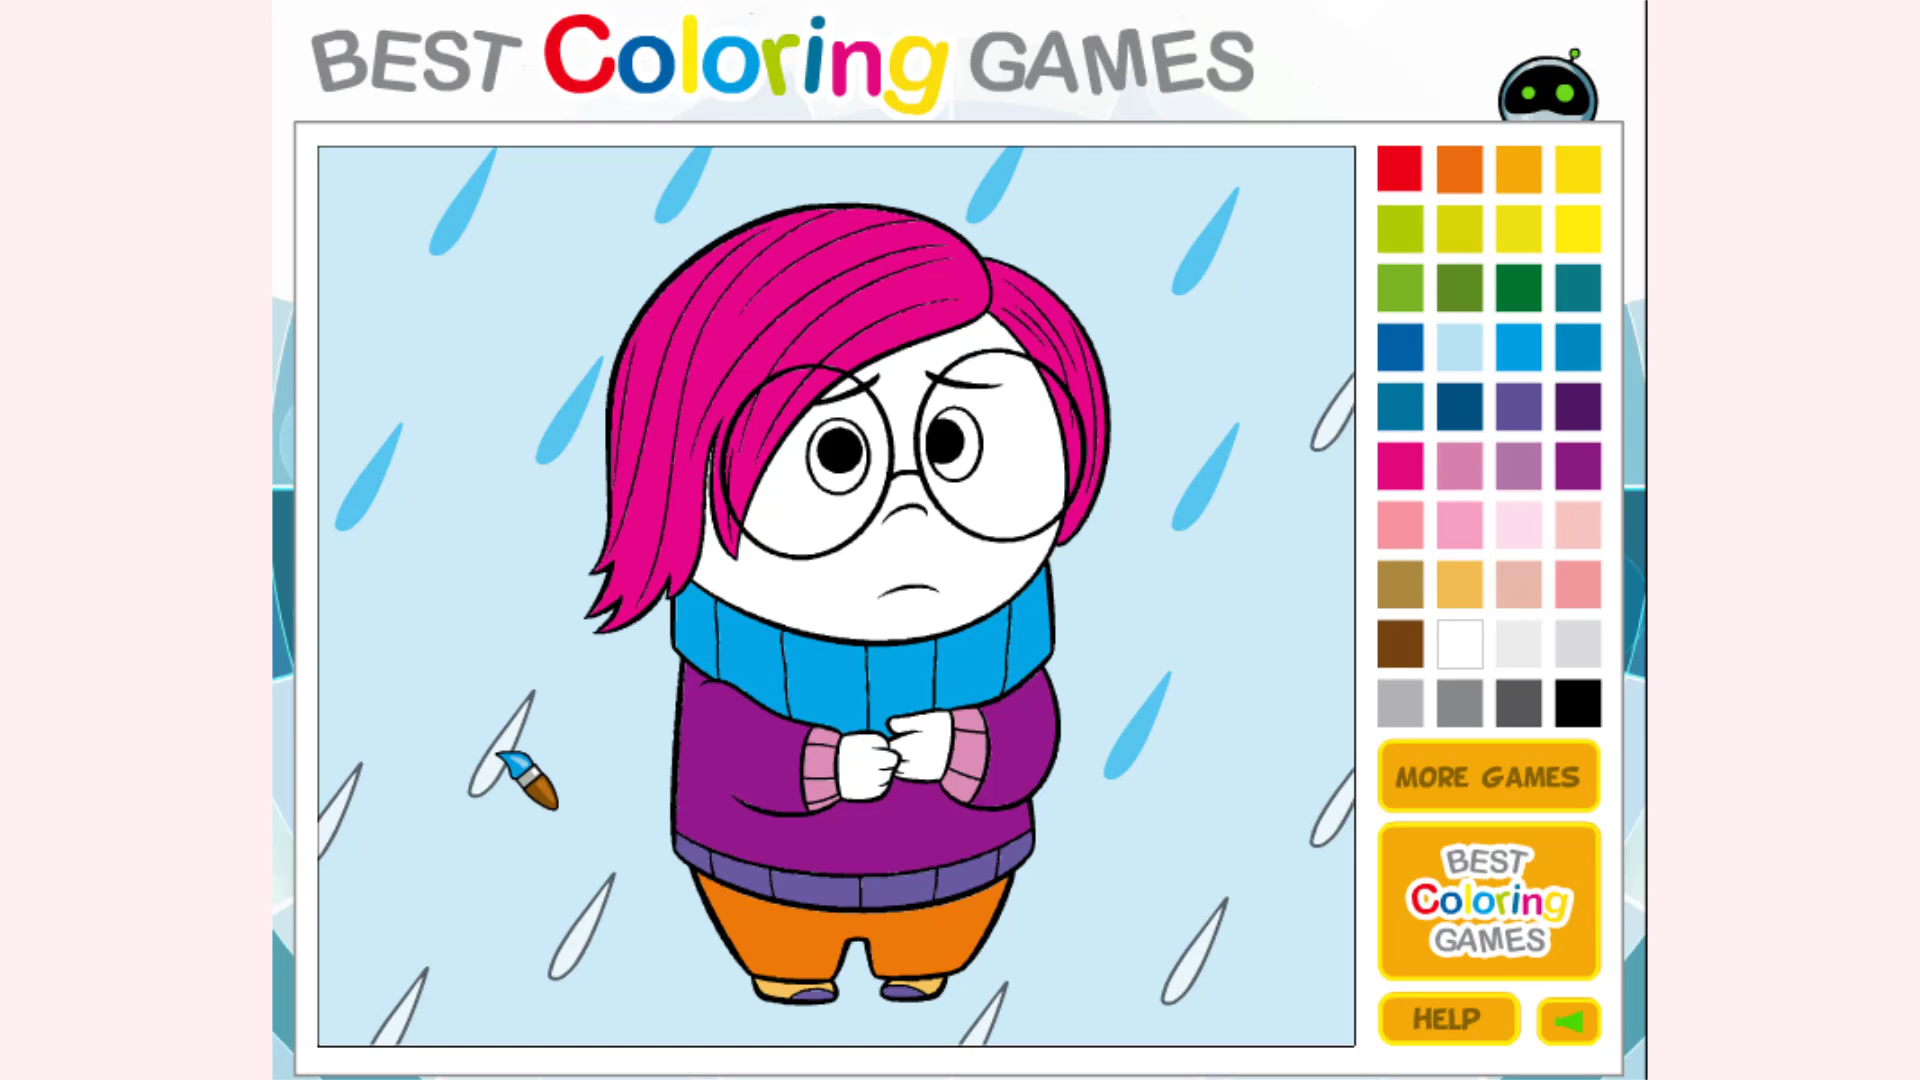 BEST Coloring GAMES
MORE GAMES
BEST
Coloring
GAMES
HELP